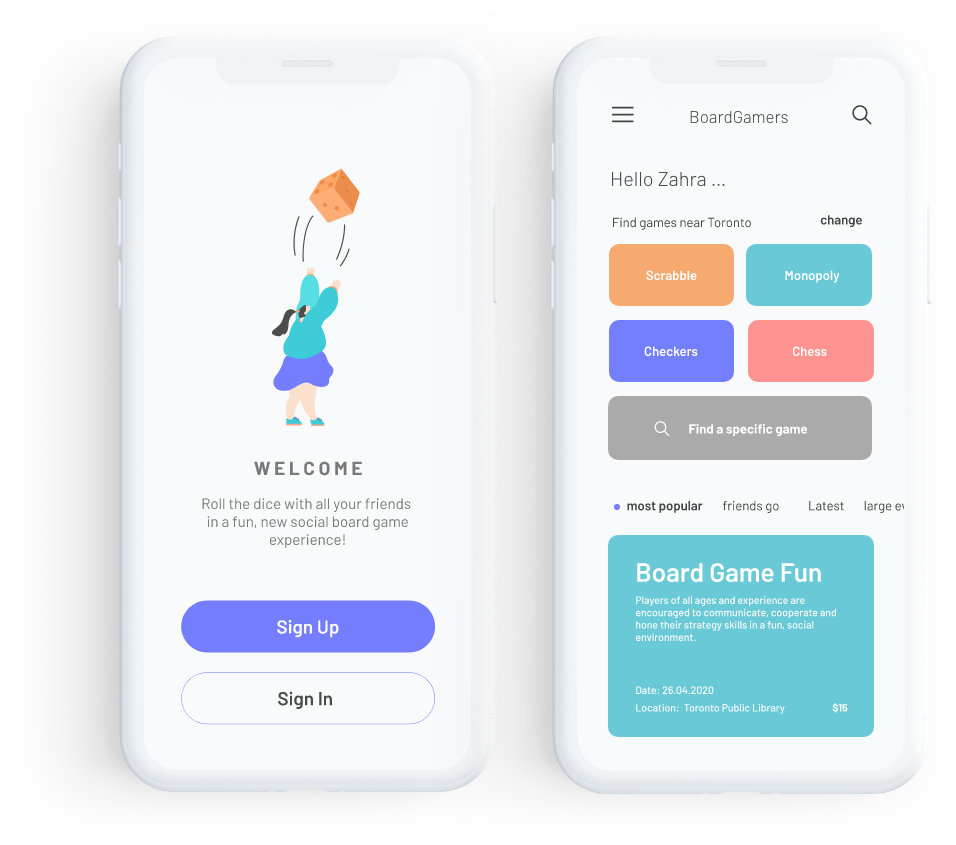 WELCOME
Roll the dice with all your friends
in a fun, new social board game
experience!
Sign Up
Sign In
BoardGamers
Hello Zahra ...
Find games near Toronto change
Scrabble Monopoly
Checkers Chess
Find a specific game
most popular friends go Latest large ev
Board Game Fun
Players of all ages and experience are
encouraged to communicate, cooperate and
hone their strategy skills in a fun, social
environment.
Date: 26.04.2020
Location: Toronto Public Library $15